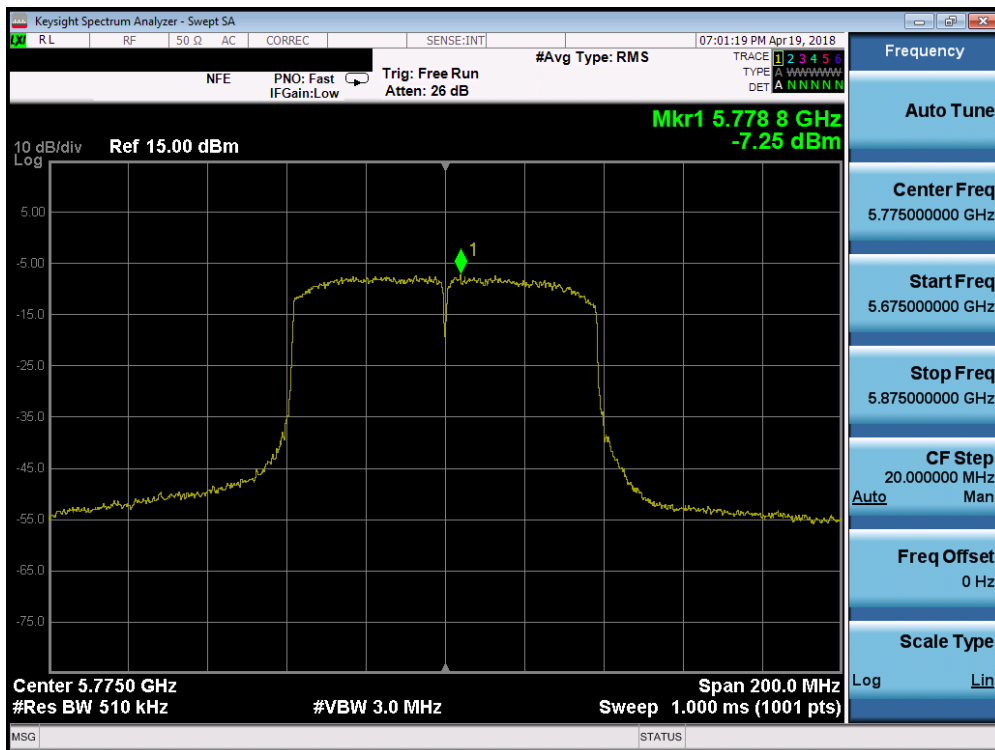 Keysight Spectrum Analyzer - Swept SA
LXI RL RF 50 Ω AC CORREC SENSE:INT 07:01:19 PM Apr 19, 2018
#Avg Type: RMS TRACE 1 2 3 4 5 6
NFE PNO: Fast Trig: Free Run TYPE A WWWWW
IFGain:Low Atten: 26 dB DET A N N N N N
Mkr1 5.778 8 GHz
-7.25 dBm
10 dB/div Ref 15.00 dBm
Log
1
5.00
-5.00
-15.0
-25.0
-35.0
-45.0
-55.0
-65.0
-75.0
Center 5.7750 GHz Span 200.0 MHz
#Res BW 510 kHz #VBW 3.0 MHz Sweep 1.000 ms (1001 pts)
MSG STATUS
Frequency
Auto Tune
Center Freq
5.775000000 GHz
Start Freq
5.675000000 GHz
Stop Freq
5.875000000 GHz
CF Step
20.000000 MHz
Auto Man
Freq Offset
0 Hz
Scale Type
Log Lin